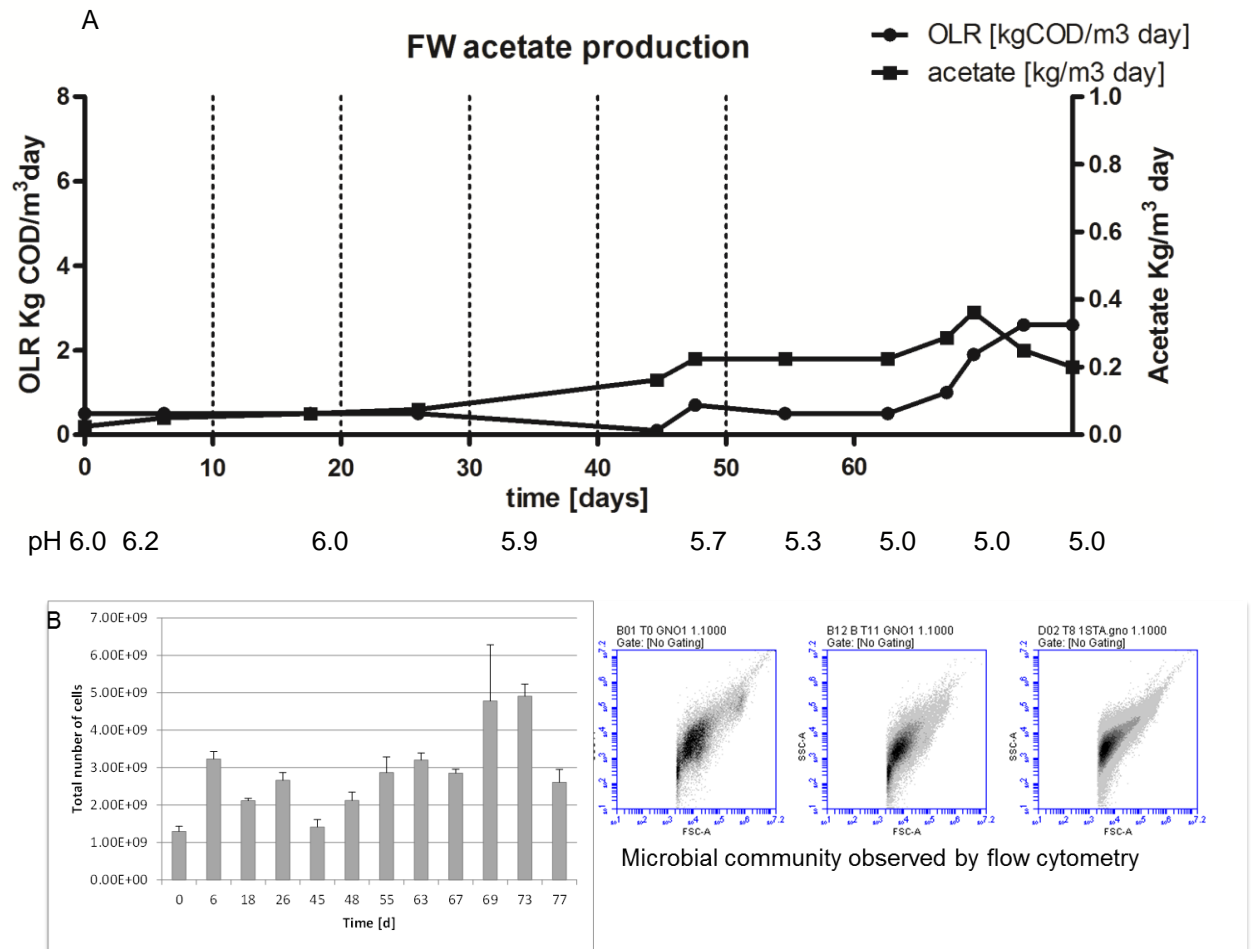 A
FW acetate production
OLR [kgCOD/m3 day]
acetate [kg/m3 day]
8
6
4
2
0
OLR Kg COD/m³day
1.0
0.8
0.6
0.4
0.2
0.0
Acetate Kg/m³ day
0 10 20 30 40 50 60
time [days]
pH 6.0 6.2 6.0 5.9 5.7 5.3 5.0 5.0 5.0
B
7.00E+09
6.00E+09
5.00E+09
4.00E+09
3.00E+09
2.00E+09
1.00E+09
0.00E+00
Total number of cells
0 6 18 26 45 48 55 63 67 69 73 77
Time [d]
B01 T0 GNO1 1.1000
Gate: [No Gating]
FSC-A
B12 B T11 GNO1 1.1000
Gate: [No Gating]
SSC-A
FSC-A
D02 T8 1STA.gno 1.1000
Gate: [No Gating]
SSC-A
FSC-A
Microbial community observed by flow cytometry